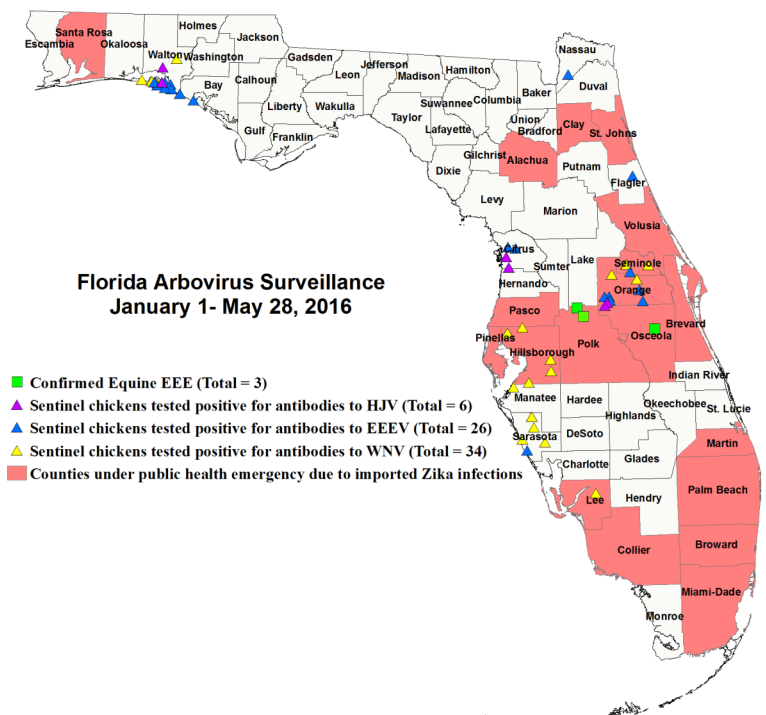 Holmes
Jackson
Santa Rosa
Escambia
Okaloosa
Walton
Washington
Bay
Calhoun
Gadsden
Leon
Jefferson
Madison
Hamilton
Liberty
Wakulla
Gulf
Franklin
Taylor
Suwannee
Columbia
Lafayette
Nassau
Duval
Baker
Union
Bradford
Clay
St. Johns
Gilchrist
Alachua
Dixie
Putnam
Flagler
Levy
Marion
Volusia
Citrus
Lake
Sumter
Seminole
Hernando
Orange
Florida Arbovirus Surveillance
January 1- May 28, 2016
Pasco
Pinellas
Hillsborough
Polk
Osceola
Brevard
Indian River
Manatee
Hardee
Highlands
Okeechobee
St. Lucie
Sarasota
DeSoto
Martin
Charlotte
Glades
Lee
Hendry
Palm Beach
Collier
Broward
Miami-Dade
Monroe
Confirmed Equine EEE (Total = 3)
Sentinel chickens tested positive for antibodies to HJV (Total = 6)
Sentinel chickens tested positive for antibodies to EEEV (Total = 26)
Sentinel chickens tested positive for antibodies to WNV (Total = 34)
Counties under public health emergency due to imported Zika infections